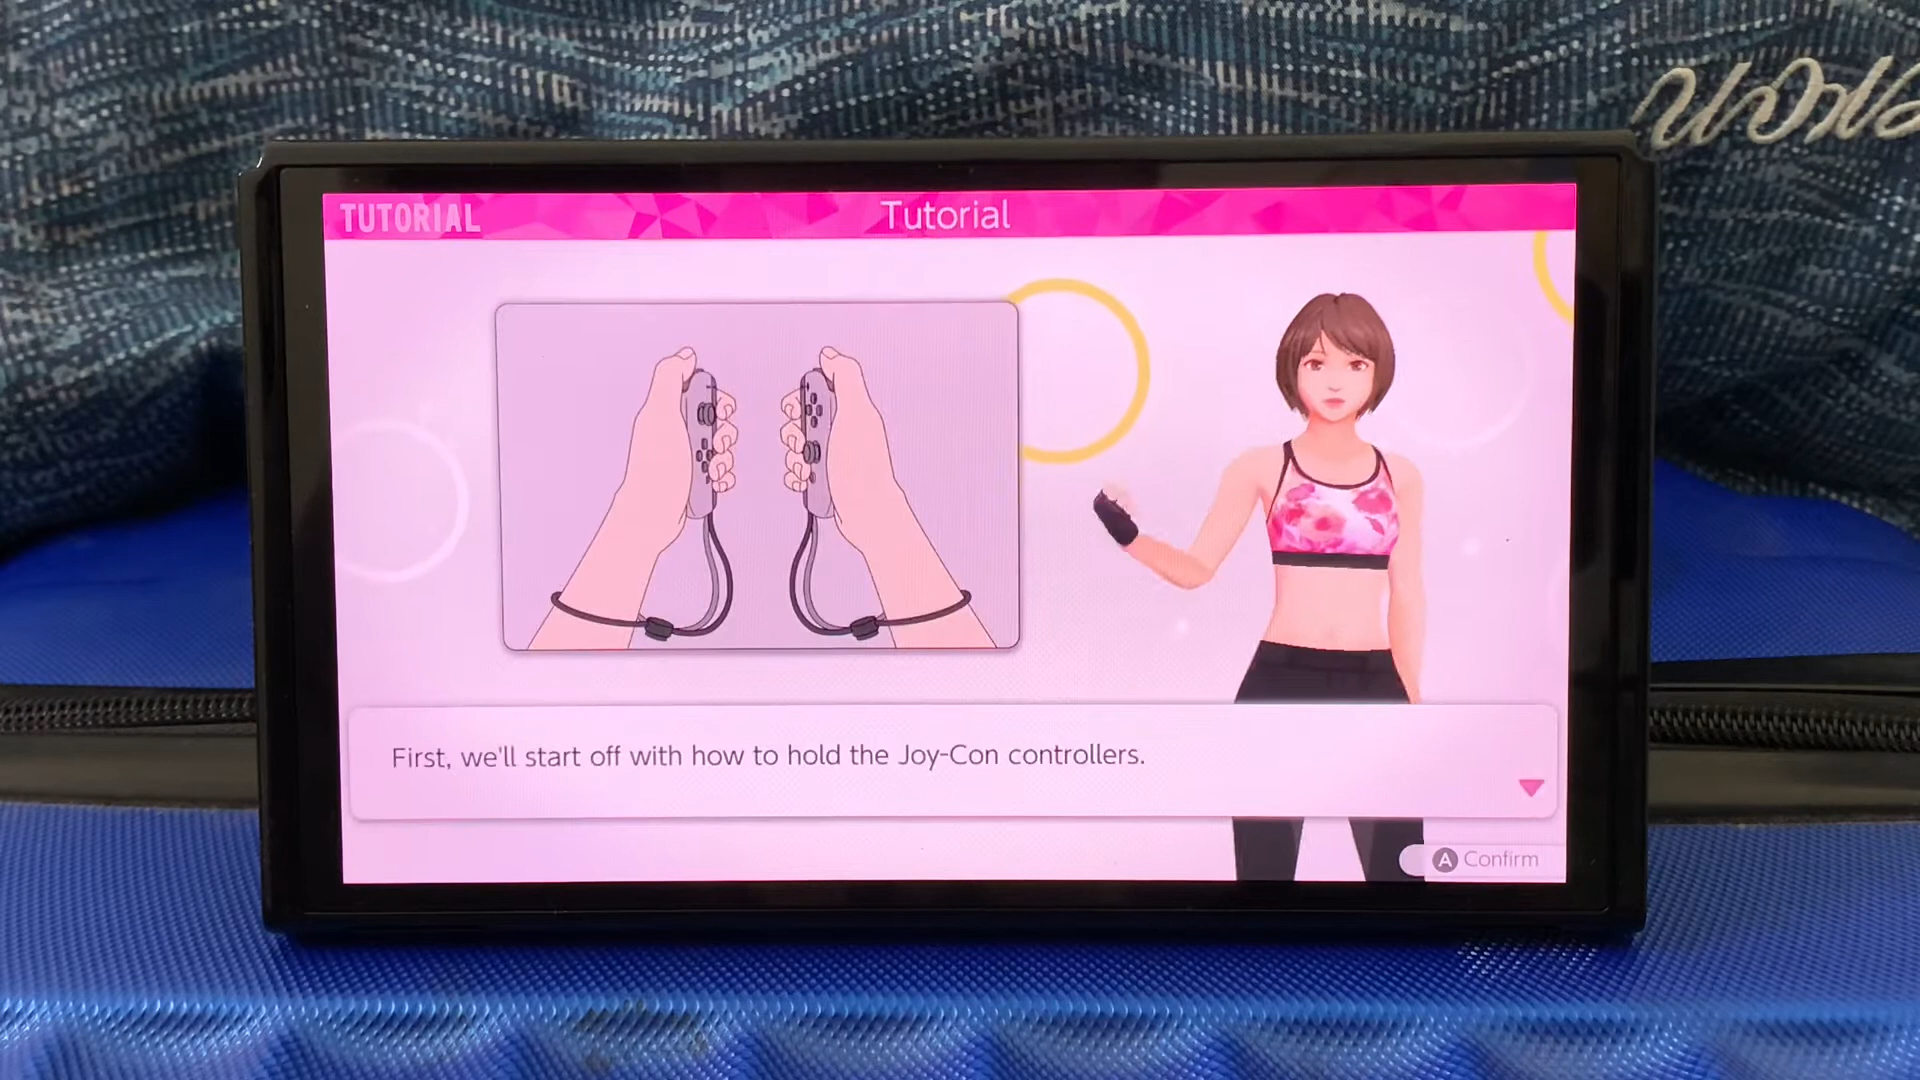 TUTORIAL
Tutorial
First, we'll start off with how to hold the Joy-Con controllers.
A Confirm